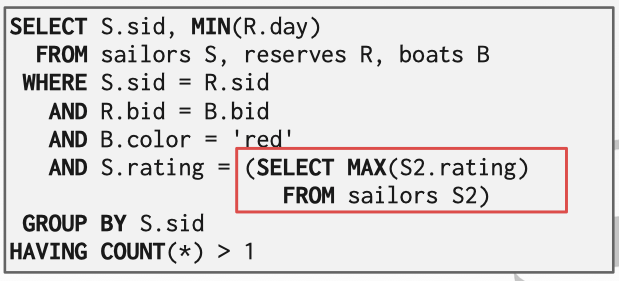 SELECT S.sid, MIN(R.day)
FROM sailors S, reserves R, boats B
WHERE S.sid = R.sid
AND R.bid = B.bid
AND B.color = 'red'
AND S.rating = (SELECT MAX(S2.rating)
FROM sailors S2)
GROUP BY S.sid
HAVING COUNT(*) > 1